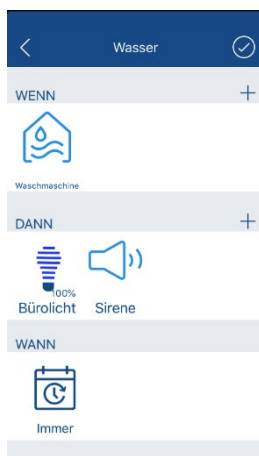 Wasser
WENN
Waschmaschine
DANN
100%
Bürolicht Sirene
WANN
Immer